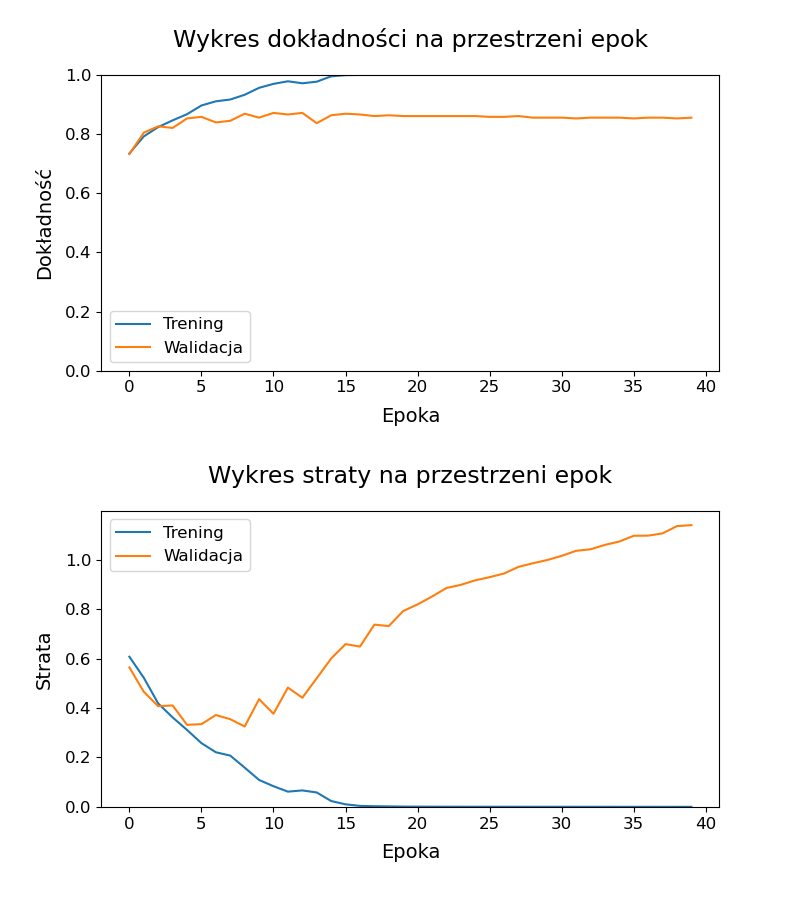 Wykres dokładności na przestrzeni epok
1.0
0.8
0.6
0.4
0.2
0.0
Dokładność
Trening
Walidacja
0 5 10 15 20 25 30 35 40
Epoka
Wykres straty na przestrzeni epok
1.0
0.8
0.6
0.4
0.2
0.0
Strata
Trening
Walidacja
0 5 10 15 20 25 30 35 40
Epoka